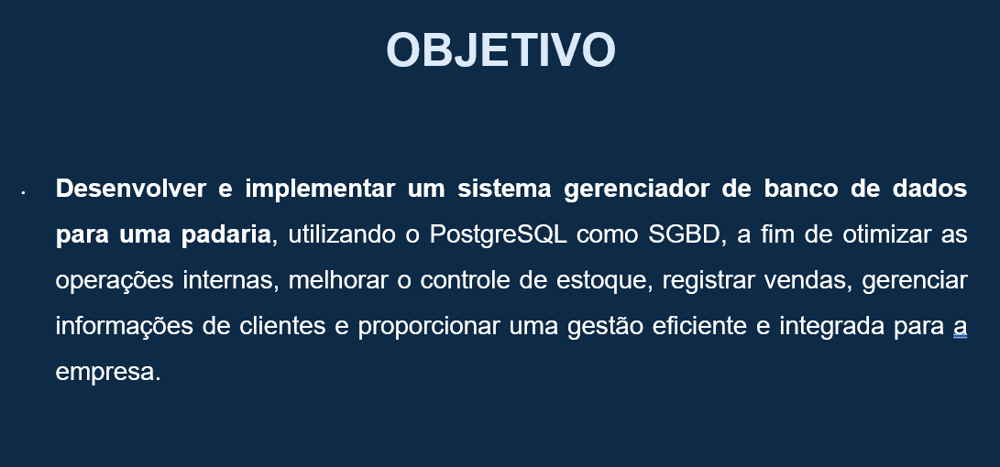 OBJETIVO
· Desenvolver e implementar um sistema gerenciador de banco de dados
para uma padaria, utilizando o PostgreSQL como SGBD, a fim de otimizar as
operações internas, melhorar o controle de estoque, registrar vendas, gerenciar
informações de clientes e proporcionar uma gestão eficiente e integrada para a
empresa.